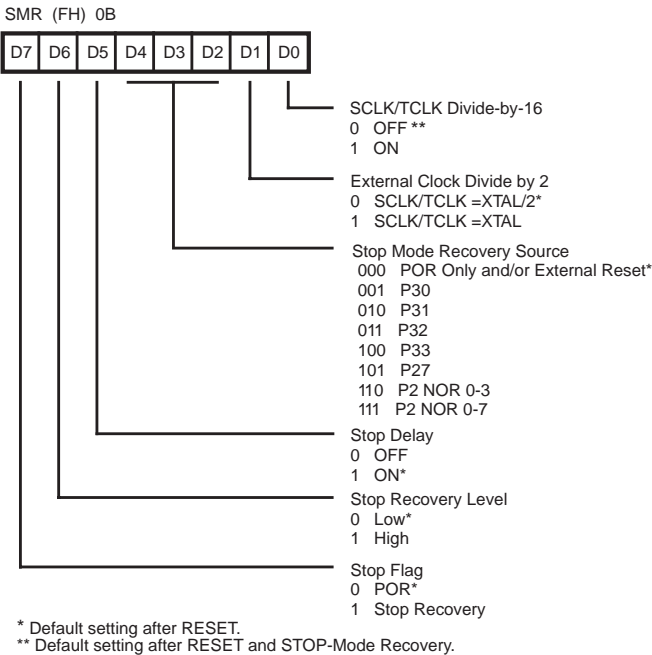 SMR (FH) 0B
D7 D6 D5 D4 D3 D2 D1 D0
SCLK/TCLK Divide-by-16
0 OFF **
1 ON
External Clock Divide by 2
0 SCLK/TCLK =XTAL/2*
1 SCLK/TCLK =XTAL
Stop Mode Recovery Source
000 POR Only and/or External Reset*
001 P30
010 P31
011 P32
100 P33
101 P27
110 P2 NOR 0-3
111 P2 NOR 0-7
Stop Delay
0 OFF
1 ON*
Stop Recovery Level
0 Low*
1 High
Stop Flag
0 POR*
1 Stop Recovery
* Default setting after RESET.
** Default setting after RESET and STOP-Mode Recovery.